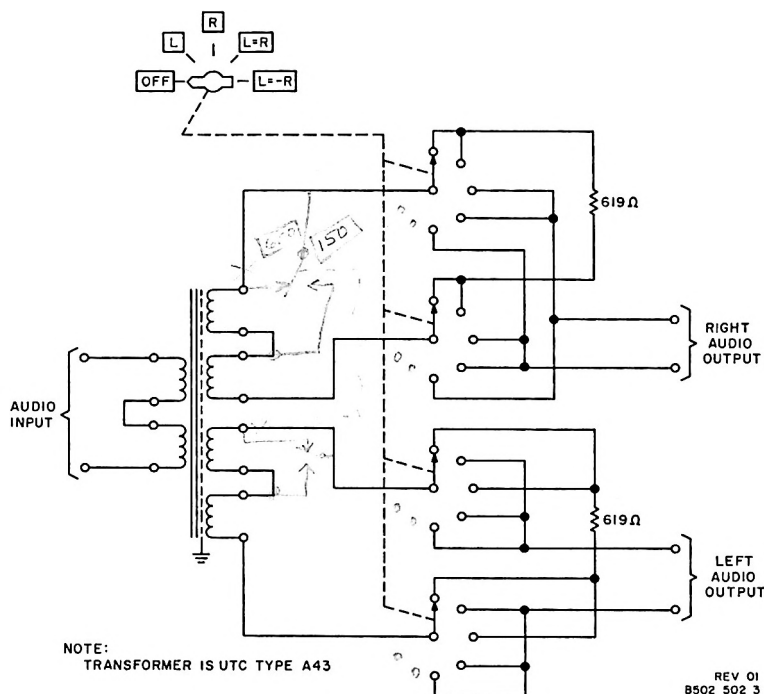 R
L
L=R
OFF
L=-R
619Ω
150
RIGHT
AUDIO
OUTPUT
AUDIO
INPUT
619Ω
LEFT
AUDIO
OUTPUT
NOTE:
TRANSFORMER IS UTC TYPE A43
REV 01
B502 502 3